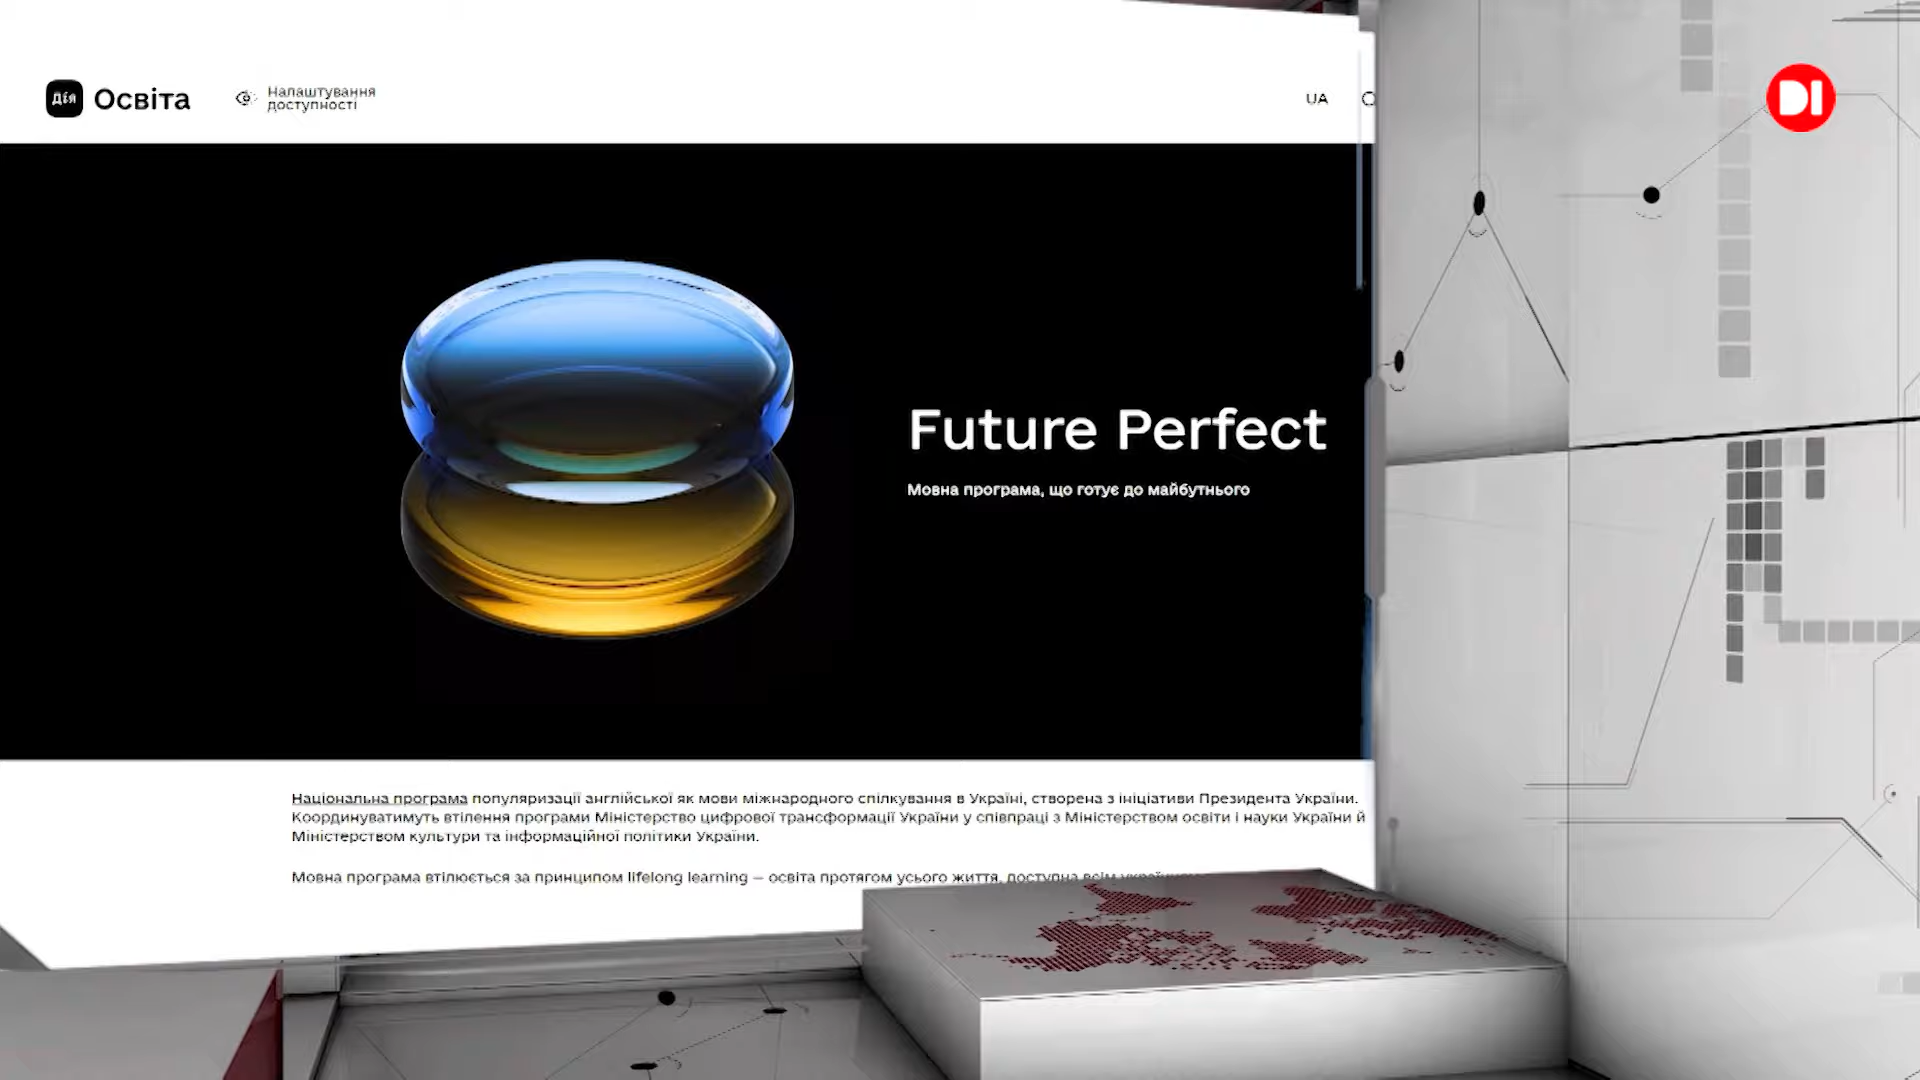 Дія Освіта
Налаштування
доступності
UA
DI
Future Perfect
Мовна програма, що готує до майбутнього
Національна програма популяризації англійської як мови міжнародного спілкування в Україні, створена з ініціативи Президента України.
Координуватимуть втілення програми Міністерство цифрової трансформації України у співпраці з Міністерством освіти і науки України й
Міністерством культури та інформаційної політики України.
Мовна програма втілюється за принципом lifelong learning – освіта протягом усього життя, доступна всім